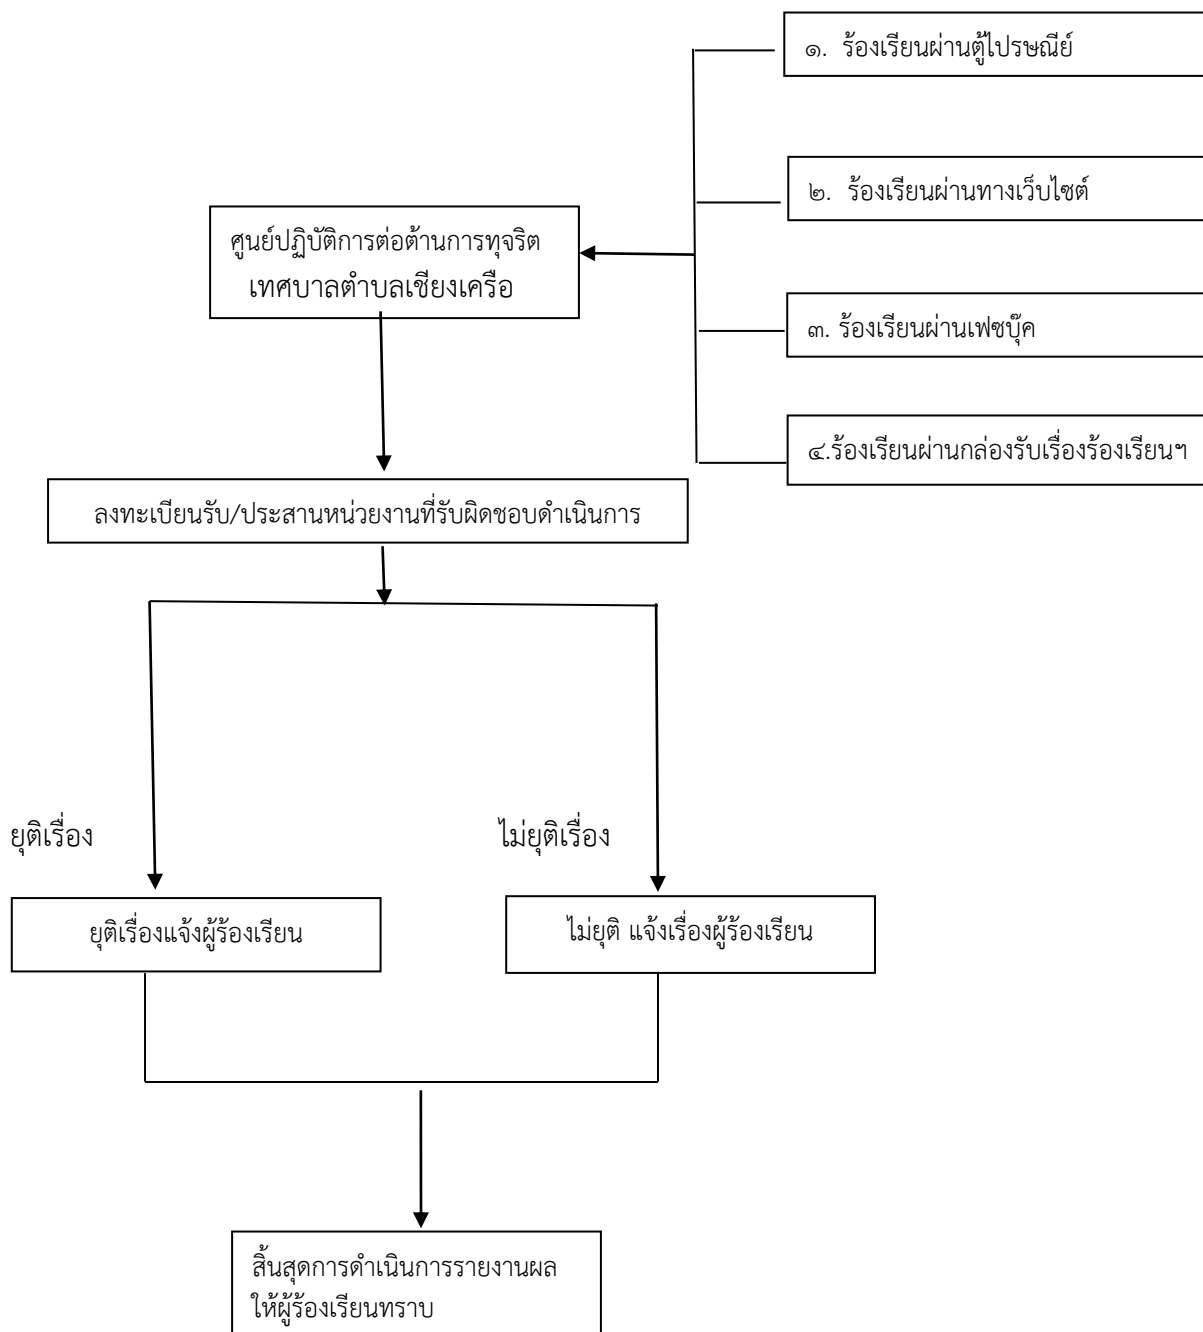 ๑. ร้องเรียนผ่านตู้ไปรษณีย์
๒. ร้องเรียนผ่านทางเว็บไซต์
ศูนย์ปฏิบัติการต่อต้านการทุจริต
เทศบาลตำบลเชียงเครือ
๓. ร้องเรียนผ่านเฟซบุ๊ค
๔.ร้องเรียนผ่านกล่องรับเรื่องร้องเรียนฯ
ลงทะเบียนรับ/ประสานหน่วยงานที่รับผิดชอบดำเนินการ
ยุติเรื่อง
ไม่ยุติเรื่อง
ยุติเรื่องแจ้งผู้ร้องเรียน
ไม่ยุติ แจ้งเรื่องผู้ร้องเรียน
สิ้นสุดการดำเนินการรายงานผล
ให้ผู้ร้องเรียนทราบ